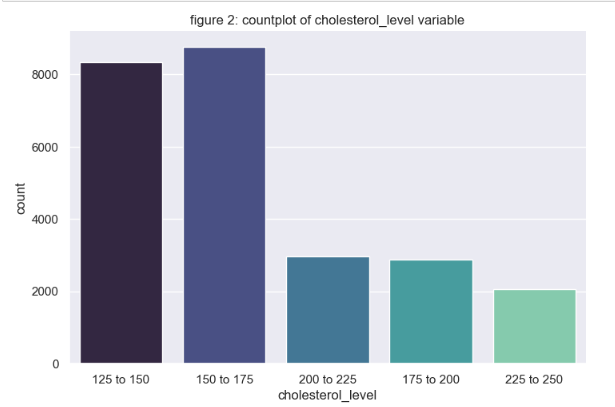 figure 2: countplot of cholesterol_level variable
8000
6000
4000
2000
0
count
125 to 150 150 to 175 200 to 225 175 to 200 225 to 250
cholesterol_level